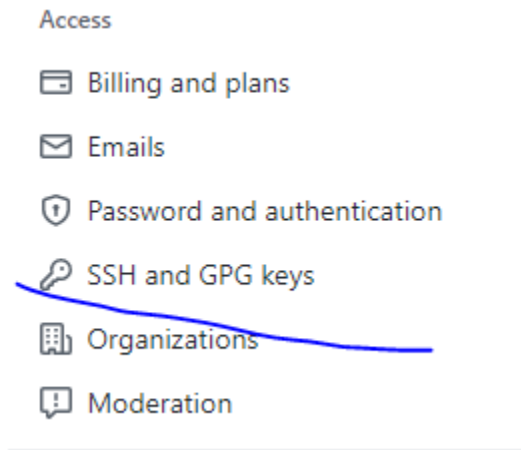 Access
Billing and plans
Emails
Password and authentication
SSH and GPG keys
Organizations
Moderation